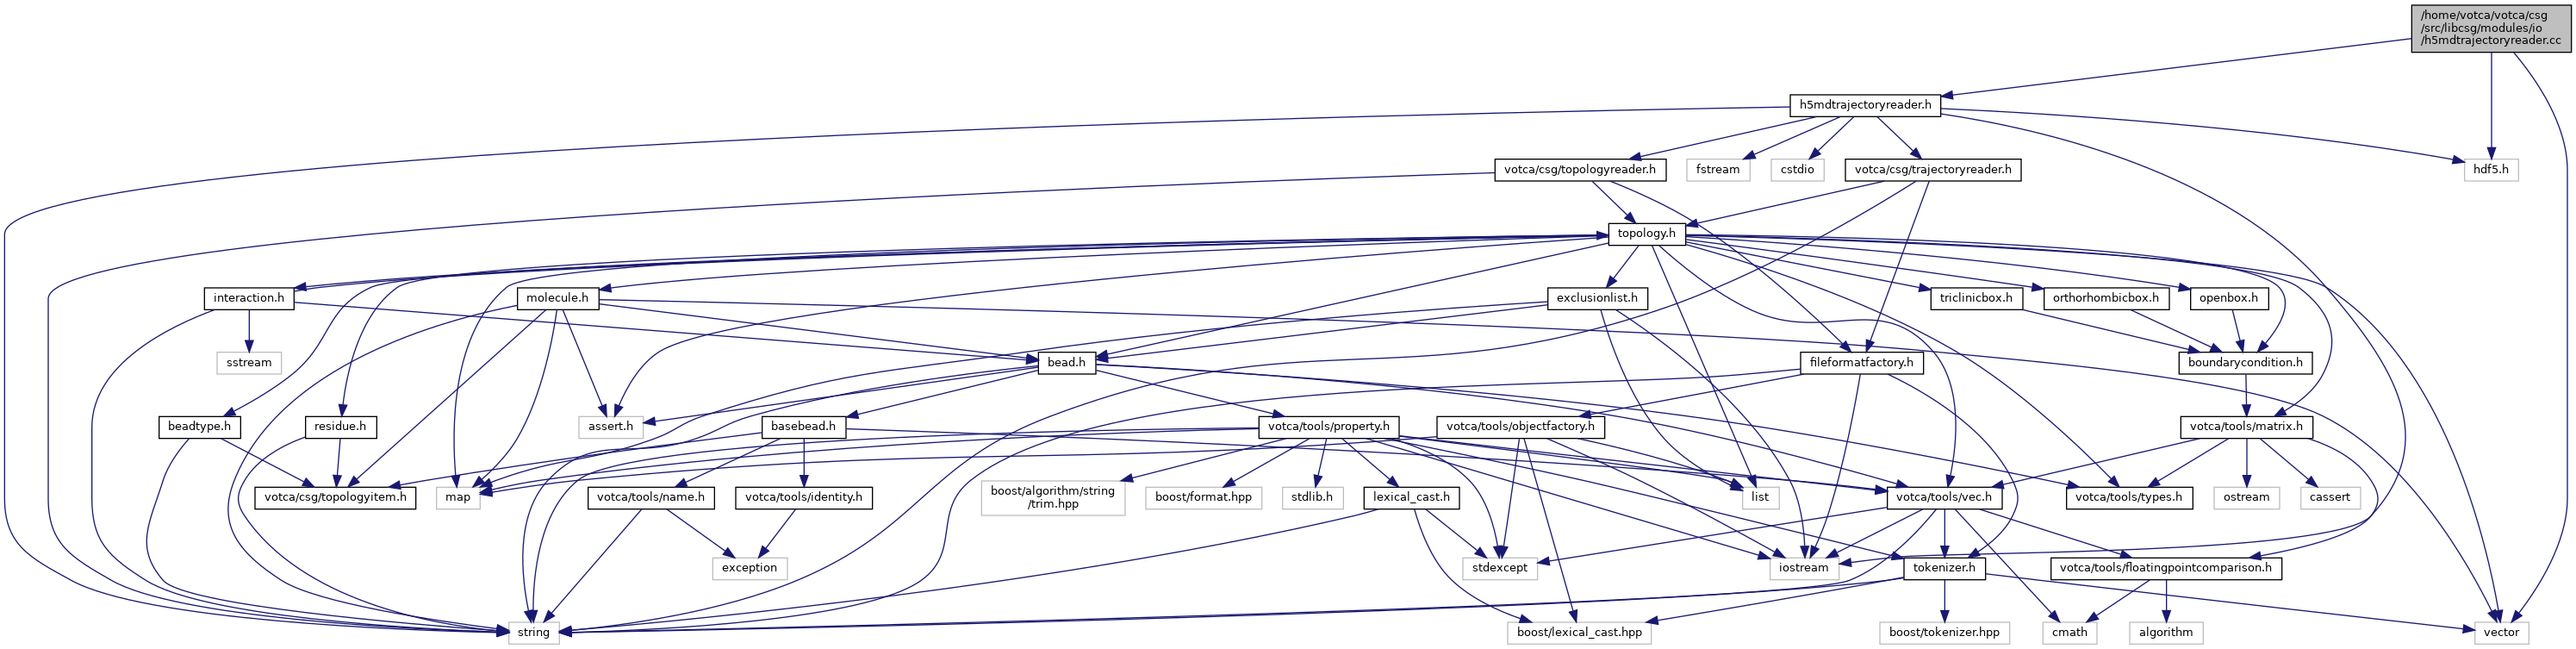 /home/votca/votca/csg
/src/libcsg/modules/io
/h5mdtrajectoryreader.cc
h5mdtrajectoryreader.h
votca/csg/topologyreader.h
fstream
cstdio
votca/csg/trajectoryreader.h
hdf5.h
topology.h
interaction.h
molecule.h
exclusionlist.h
triclinicbox.h
orthorhombicbox.h
openbox.h
sstream
bead.h
fileformatfactory.h
boundarycondition.h
beadtype.h
residue.h
assert.h
basebead.h
votca/tools/property.h
votca/tools/objectfactory.h
votca/tools/matrix.h
votca/csg/topologyitem.h
map
votca/tools/name.h
votca/tools/identity.h
boost/algorithm/string
/trim.hpp
boost/format.hpp
stdlib.h
lexical_cast.h
list
votca/tools/vec.h
votca/tools/types.h
ostream
cassert
exception
stdexcept
iostream
tokenizer.h
votca/tools/floatingpointcomparison.h
string
boost/lexical_cast.hpp
boost/tokenizer.hpp
cmath
algorithm
vector